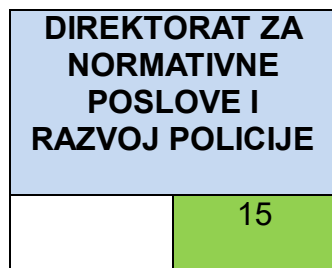 DIREKTORAT ZA
NORMATIVNE
POSLOVE I
RAZVOJ POLICIJE
15